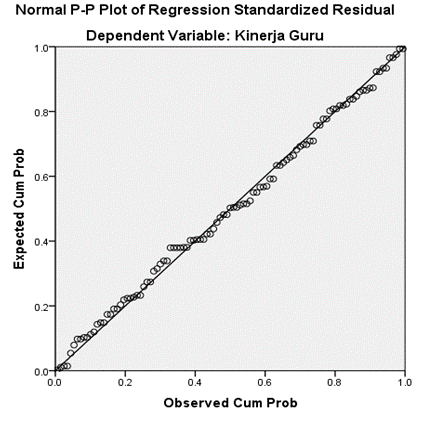 Normal P-P Plot of Regression Standardized Residual
Dependent Variable: Kinerja Guru
1.0
0.8
0.6
0.4
0.2
0.0
Expected Cum Prob
0.0 0.2 0.4 0.6 0.8 1.0
Observed Cum Prob